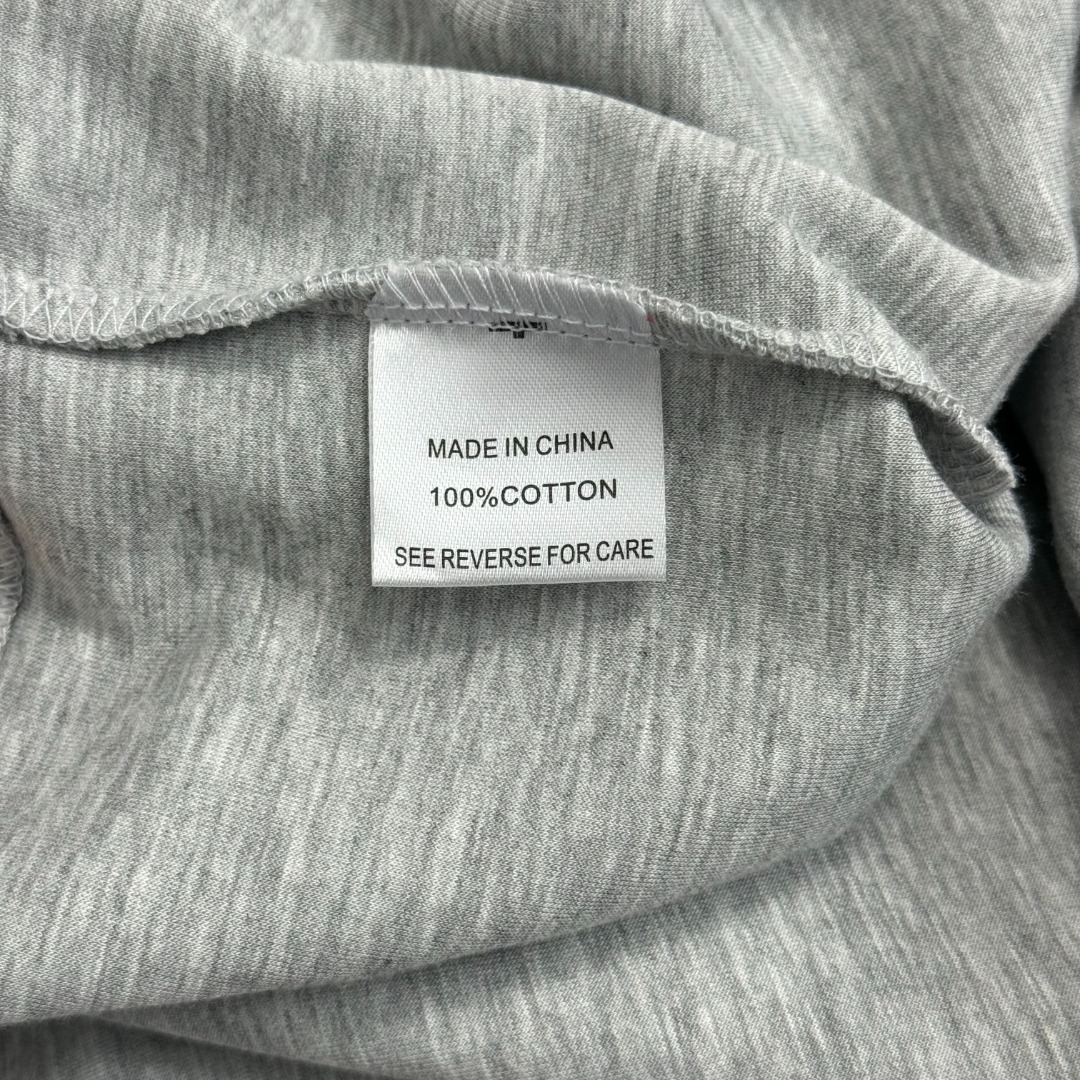 MADE IN CHINA
100%COTTON
SEE REVERSE FOR CARE